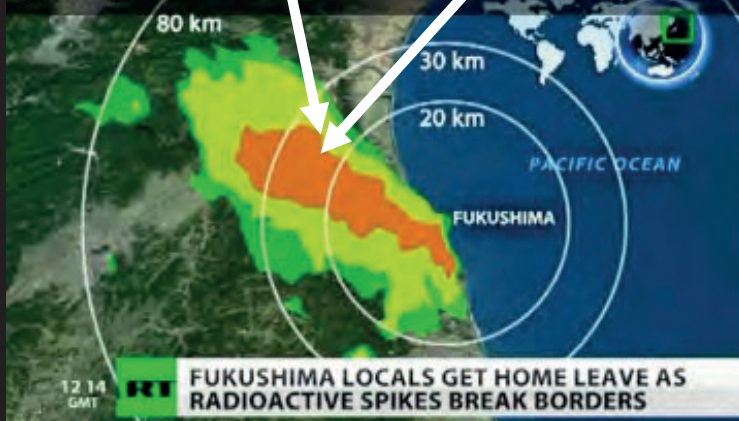 80 km
30 km
20 km
PACIFIC OCEAN
FUKUSHIMA
12 14
GMT
RT
FUKUSHIMA LOCALS GET HOME LEAVE AS
RADIOACTIVE SPIKES BREAK BORDERS